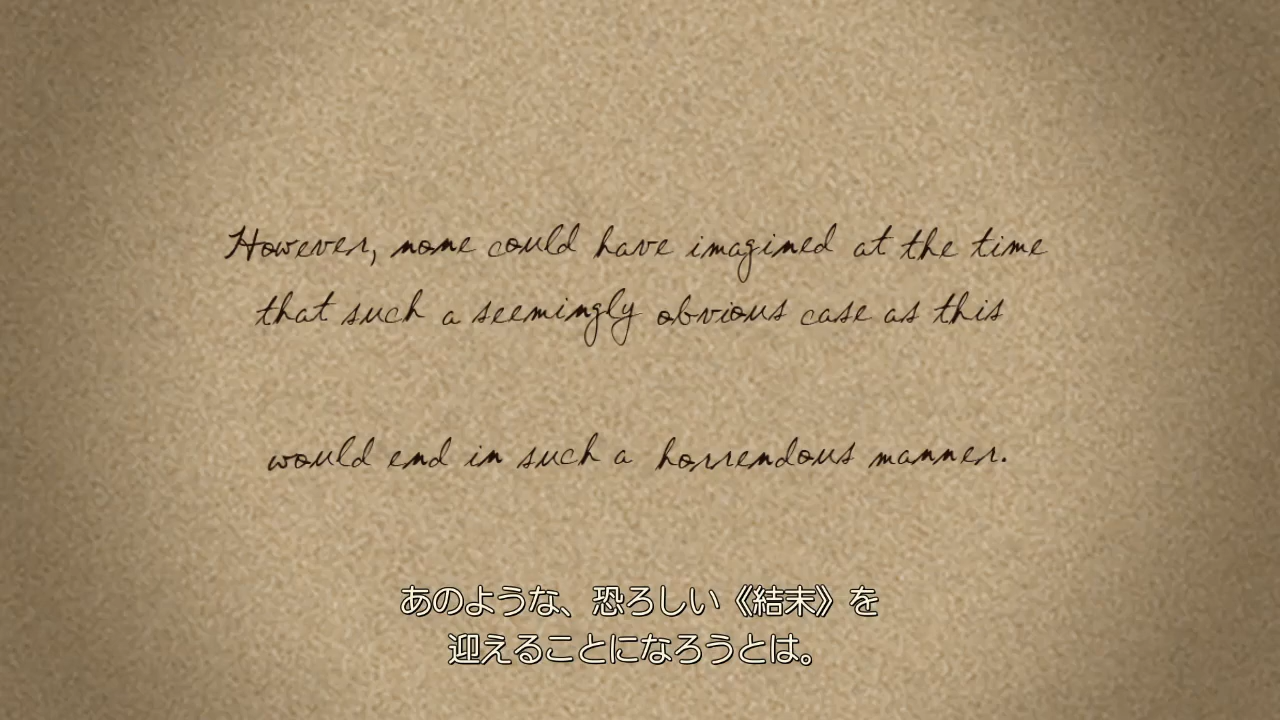 However, none could have imagined at the time
that such a seemingly obvious case as this
would end in such a horrendous manner.
あのような、恐ろしい《結末》を
迎えることになろうとは。